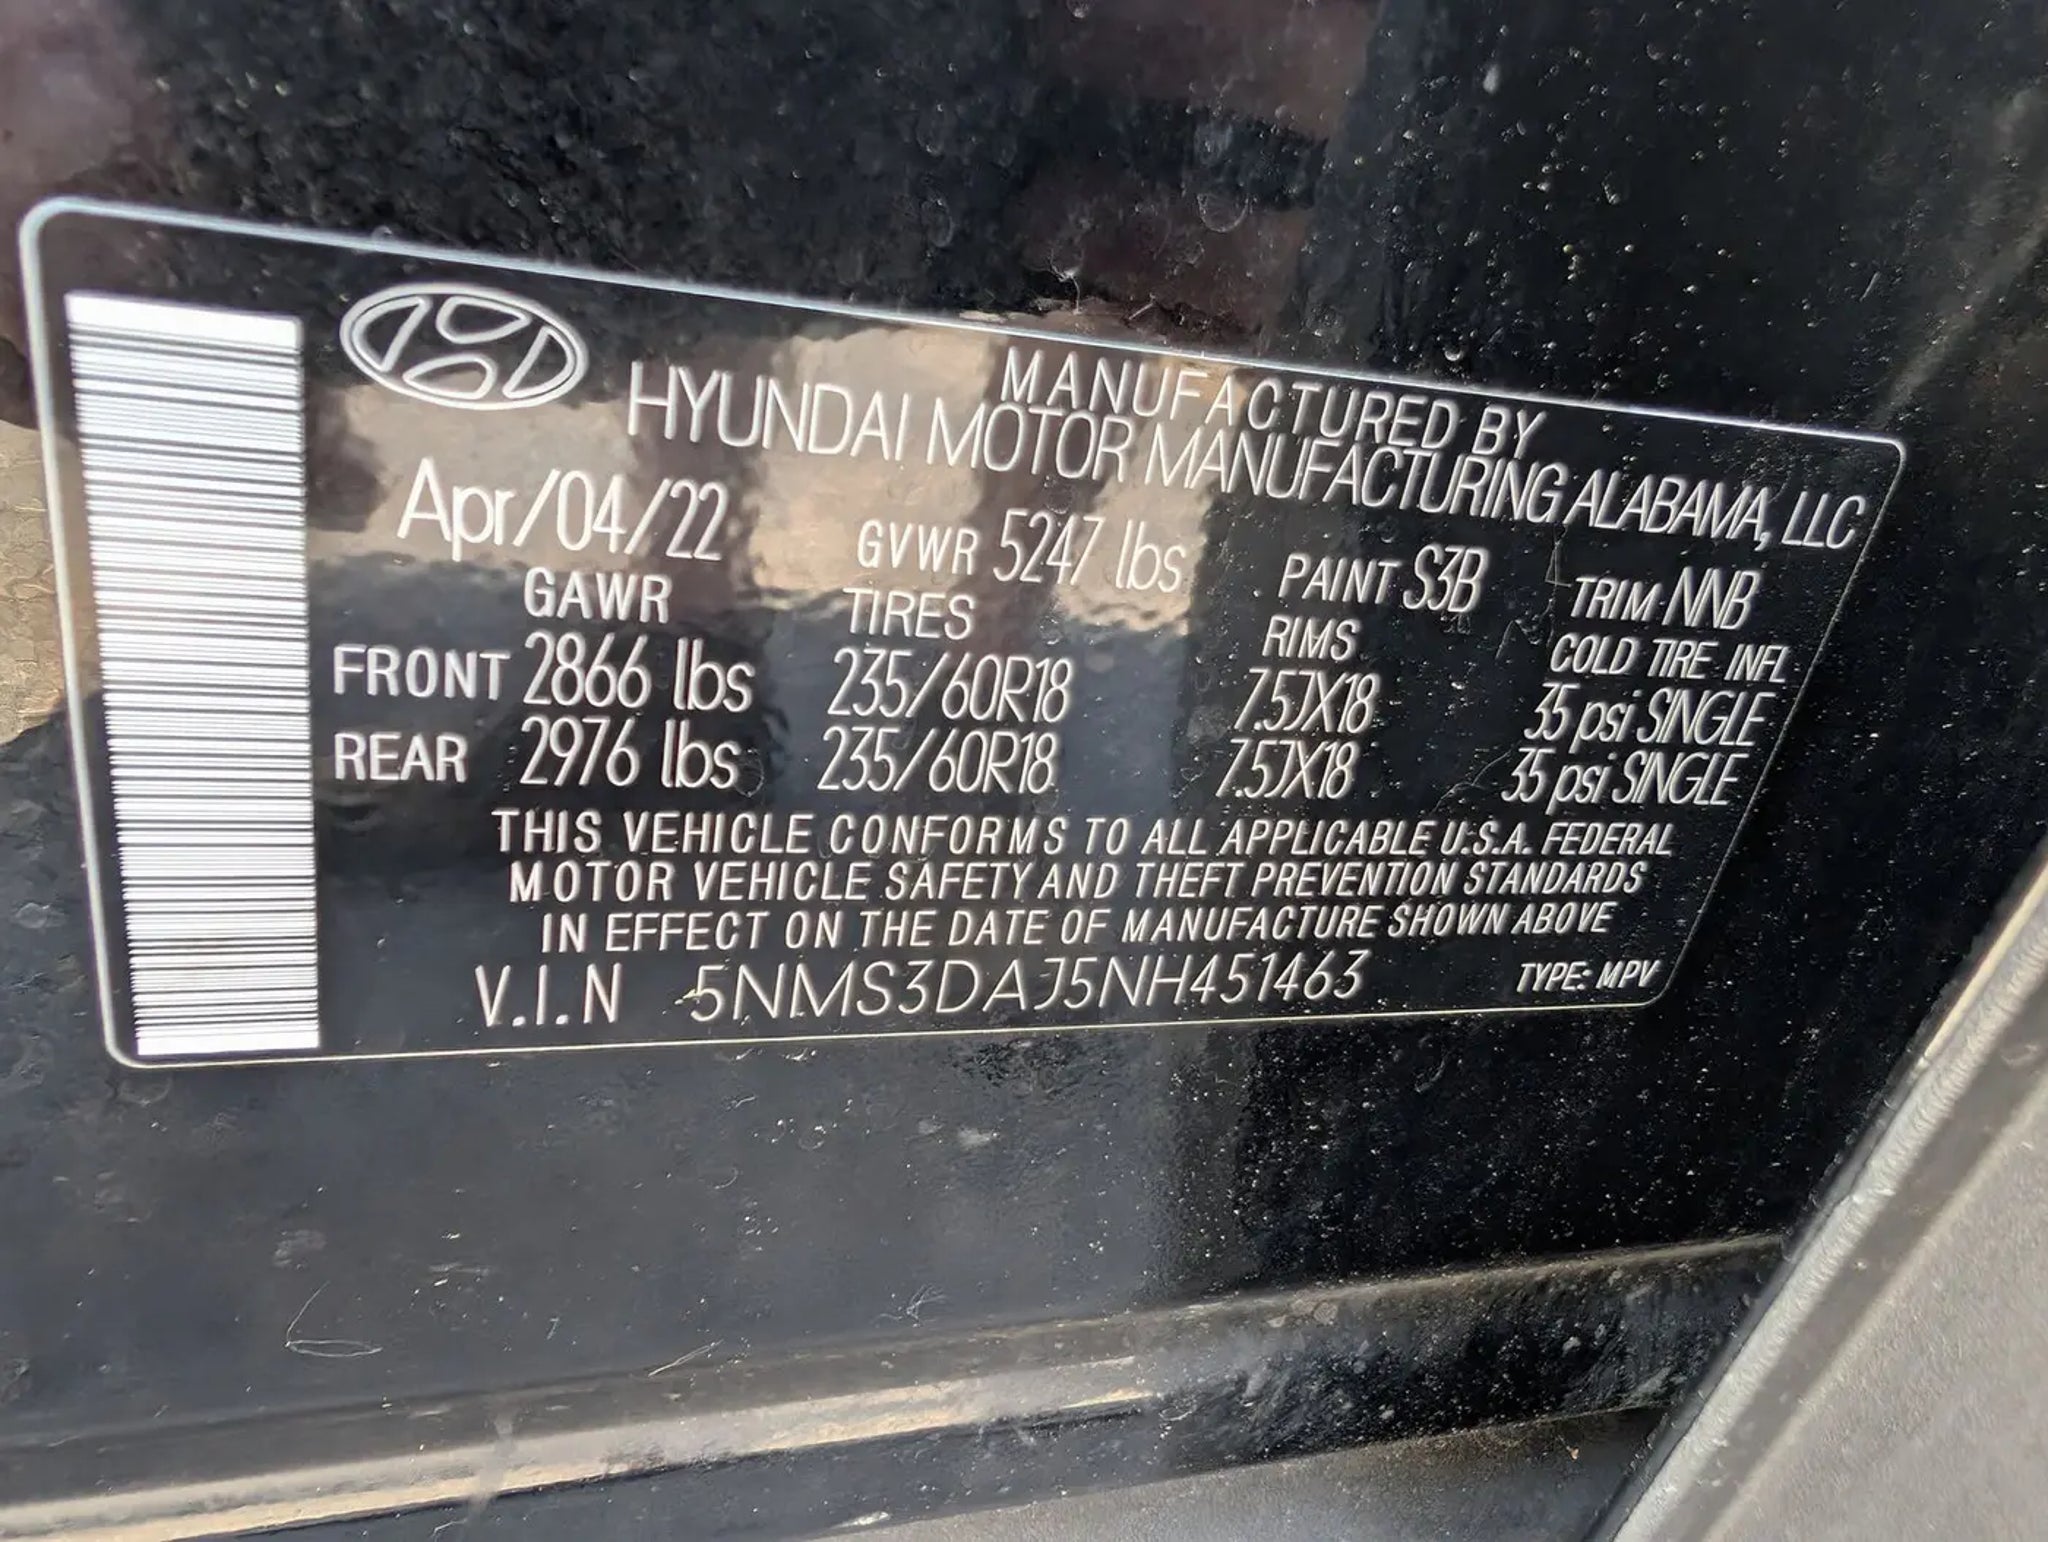 MANUFACTURED BY
HYUNDAI MOTOR MANUFACTURING ALABAMA, LLC
Apr/04/22 GVWR 5247 lbs PAINT S3B TRIM NNB
GAWR TIRES RIMS COLD TIRE INFL
FRONT 2866 lbs 235/60R18 7.5JX18 35 psi SINGLE
REAR 2976 lbs 235/60R18 7.5JX18 35 psi SINGLE
THIS VEHICLE CONFORMS TO ALL APPLICABLE U.S.A. FEDERAL
MOTOR VEHICLE SAFETY AND THEFT PREVENTION STANDARDS
IN EFFECT ON THE DATE OF MANUFACTURE SHOWN ABOVE
V.I.N 5NMS3DAJ5NH451463 TYPE: MPV